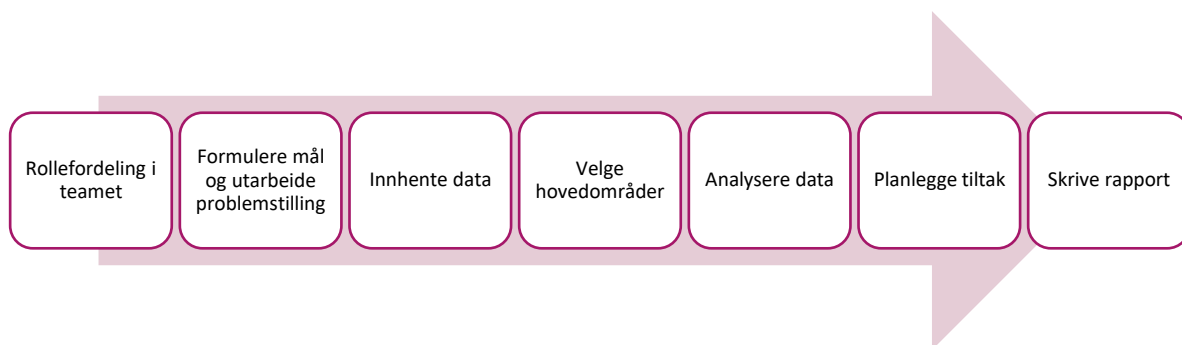 Rollefordeling i
teamet
Formulere mål
og utarbeide
problemstilling
Innhente data
Velge
hovedområder
Analysere data
Planlegge tiltak
Skrive rapport